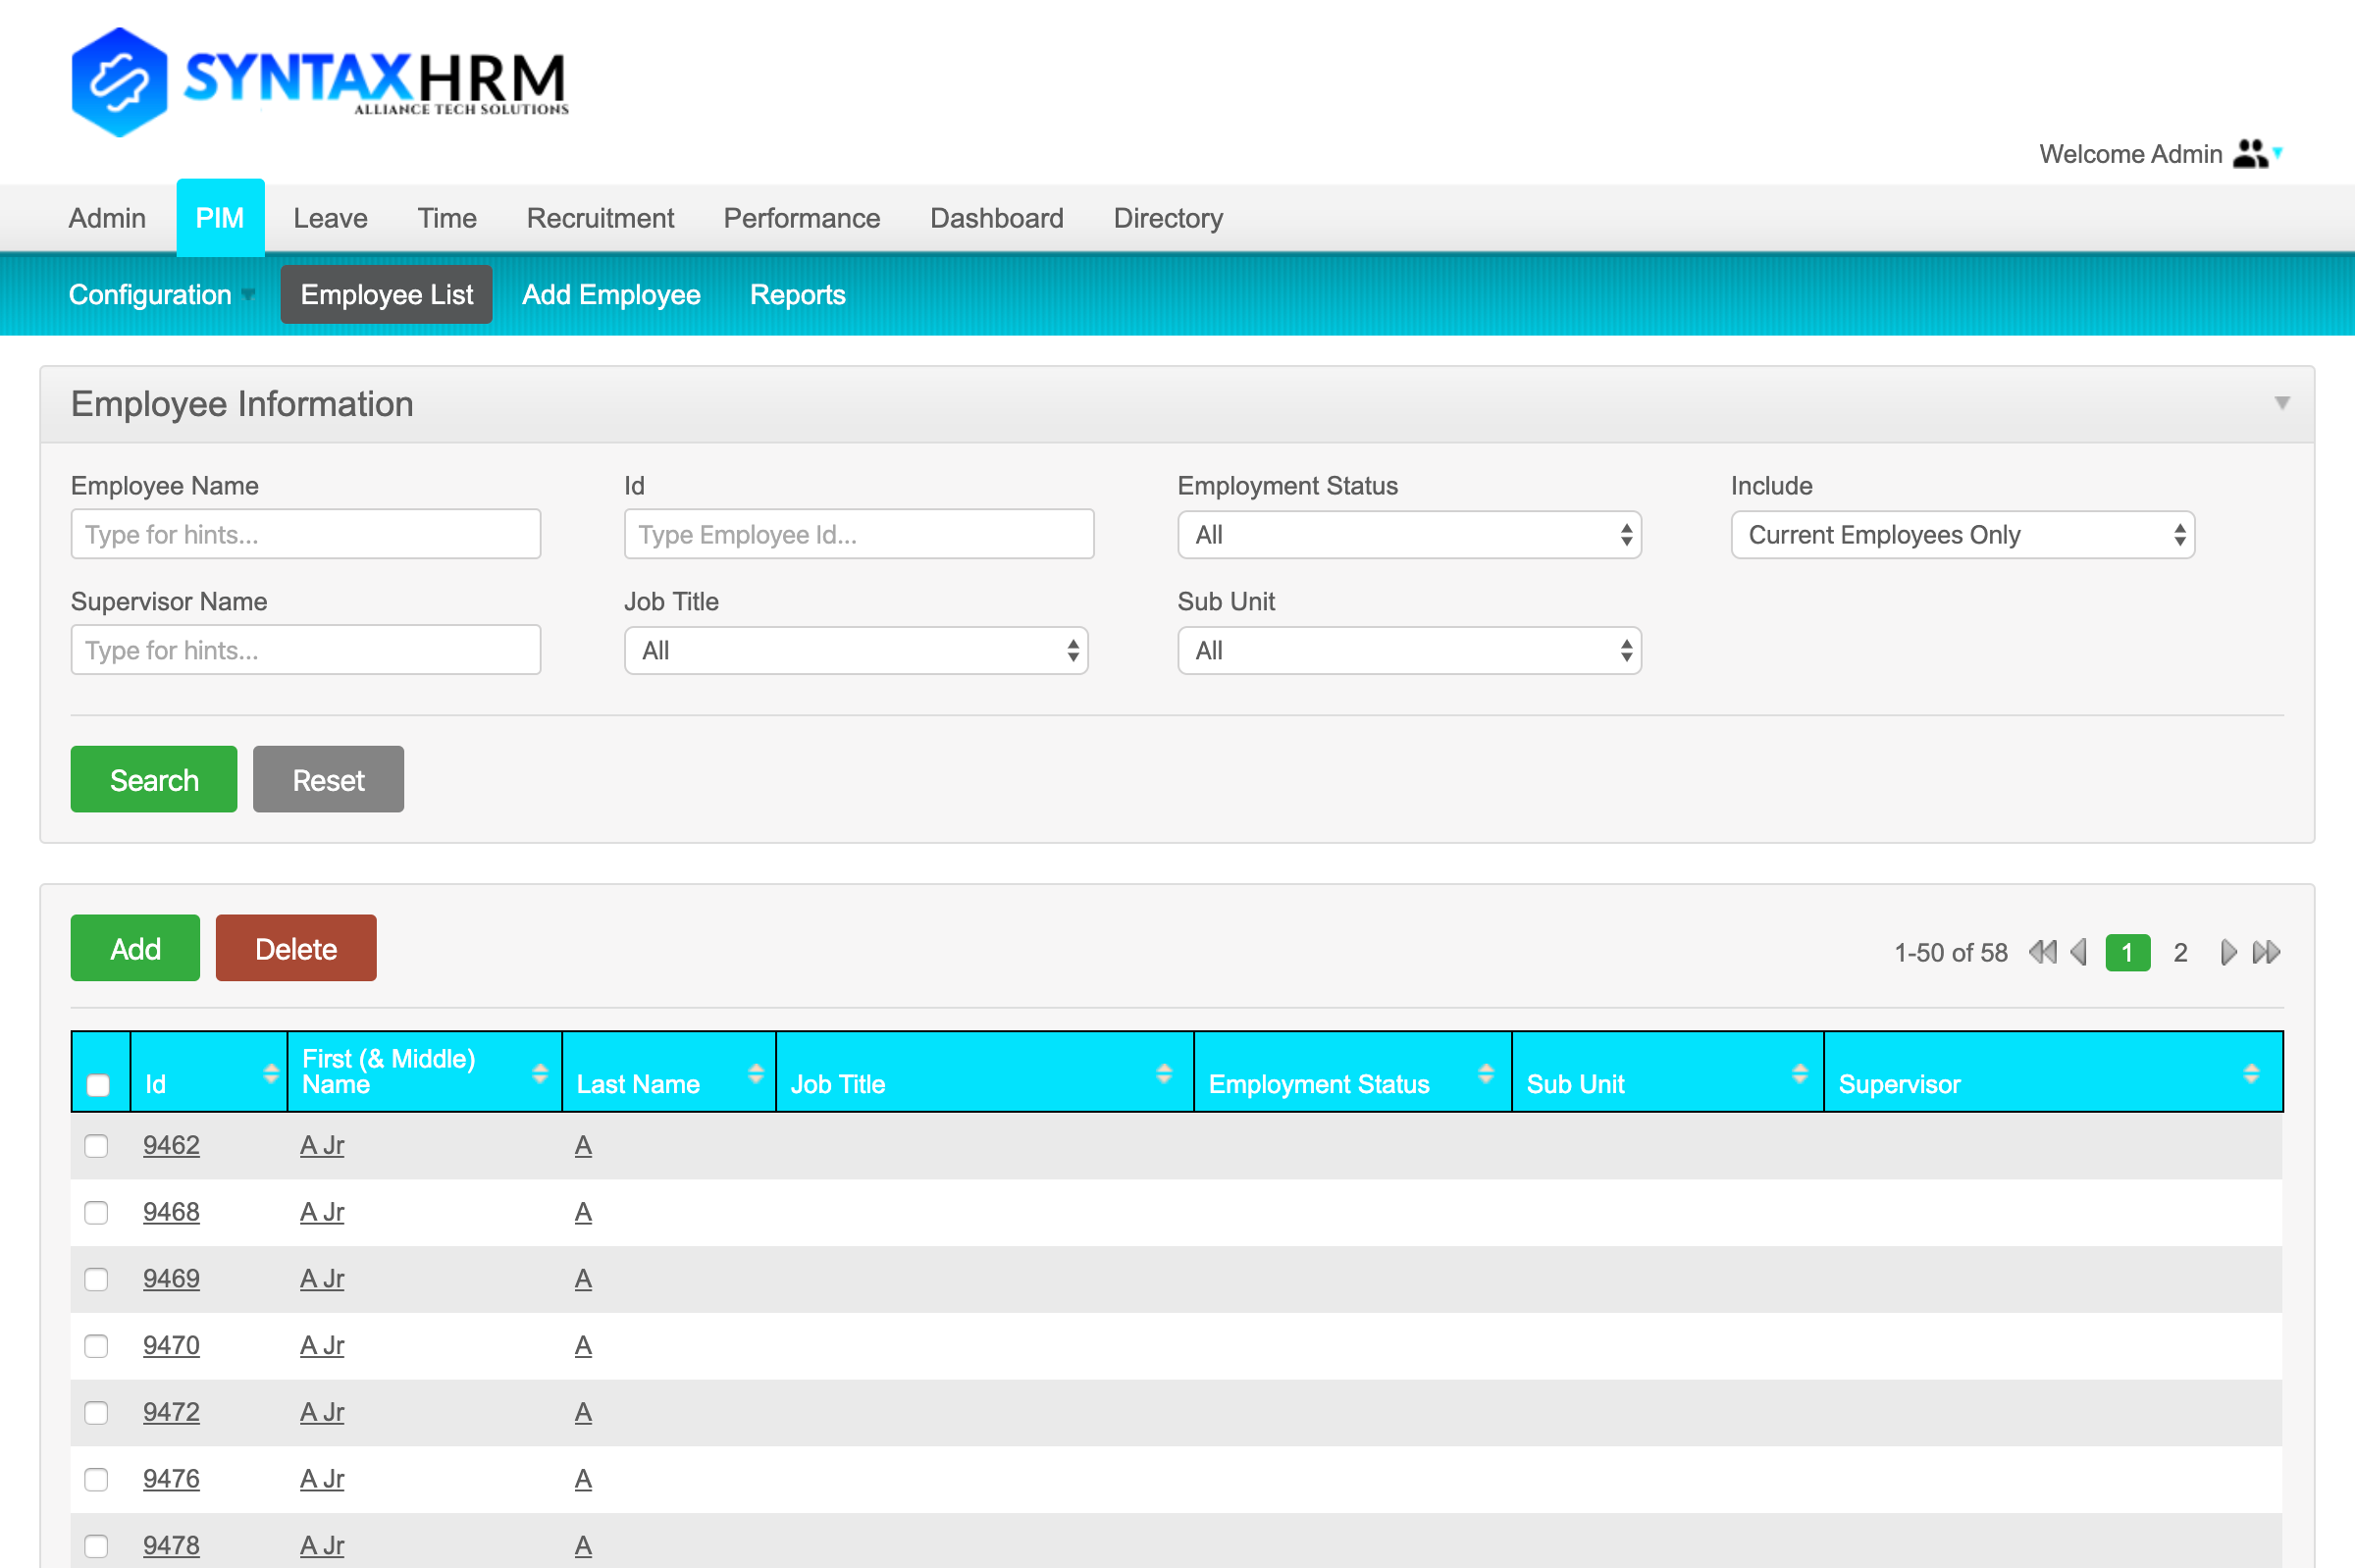 SYNTAXHRM
ALLIANCE TECH SOLUTIONS
Welcome Admin
Admin PIM Leave Time Recruitment Performance Dashboard Directory
Configuration Employee List Add Employee Reports
Employee Information
Employee Name Id Employment Status Include
Type for hints... Type Employee Id... All Current Employees Only
Supervisor Name Job Title Sub Unit
Type for hints... All All
Search Reset
Add Delete 1-50 of 58 1 2
Id First (& Middle) Name Last Name Job Title Employment Status Sub Unit Supervisor
9462 A Jr A
9468 A Jr A
9469 A Jr A
9470 A Jr A
9472 A Jr A
9476 A Jr A
9478 A Jr A